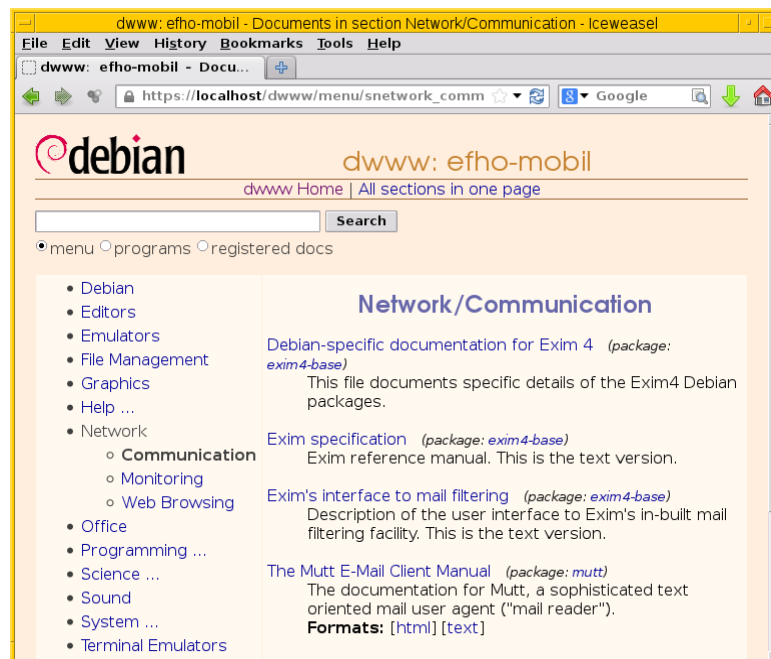 dwww: efho-mobil - Documents in section Network/Communication - Iceweasel
File Edit View History Bookmarks Tools Help
dwww: efho-mobil - Docu...
https://localhost/dwww/menu/snetwork_comm
Google
debian
dwww: efho-mobil
dwww Home | All sections in one page
Search
menu programs registered docs
Debian
Editors
Emulators
File Management
Graphics
Help ...
Network
Communication
Monitoring
Web Browsing
Office
Programming ...
Science ...
Sound
System ...
Terminal Emulators
Network/Communication
Debian-specific documentation for Exim 4 (package:
exim4-base)
This file documents specific details of the Exim4 Debian
packages.
Exim specification (package: exim4-base)
Exim reference manual. This is the text version.
Exim's interface to mail filtering (package: exim4-base)
Description of the user interface to Exim's in-built mail
filtering facility. This is the text version.
The Mutt E-Mail Client Manual (package: mutt)
The documentation for Mutt, a sophisticated text
oriented mail user agent ("mail reader").
Formats: [html] [text]